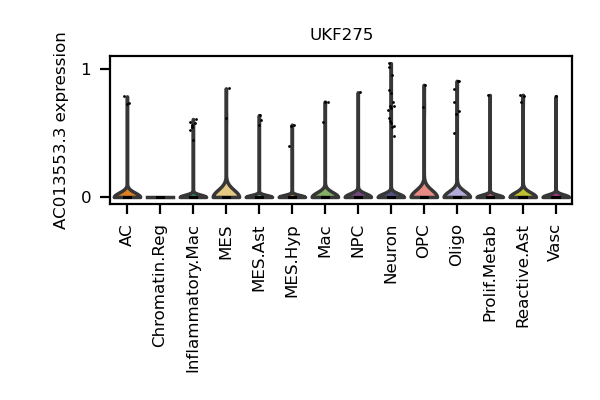 UKF275
AC013553.3 expression
1
0
AC
Chromatin.Reg
Inflammatory.Mac
MES
MES.Ast
MES.Hyp
Mac
NPC
Neuron
OPC
Oligo
Prolif.Metab
Reactive.Ast
Vasc